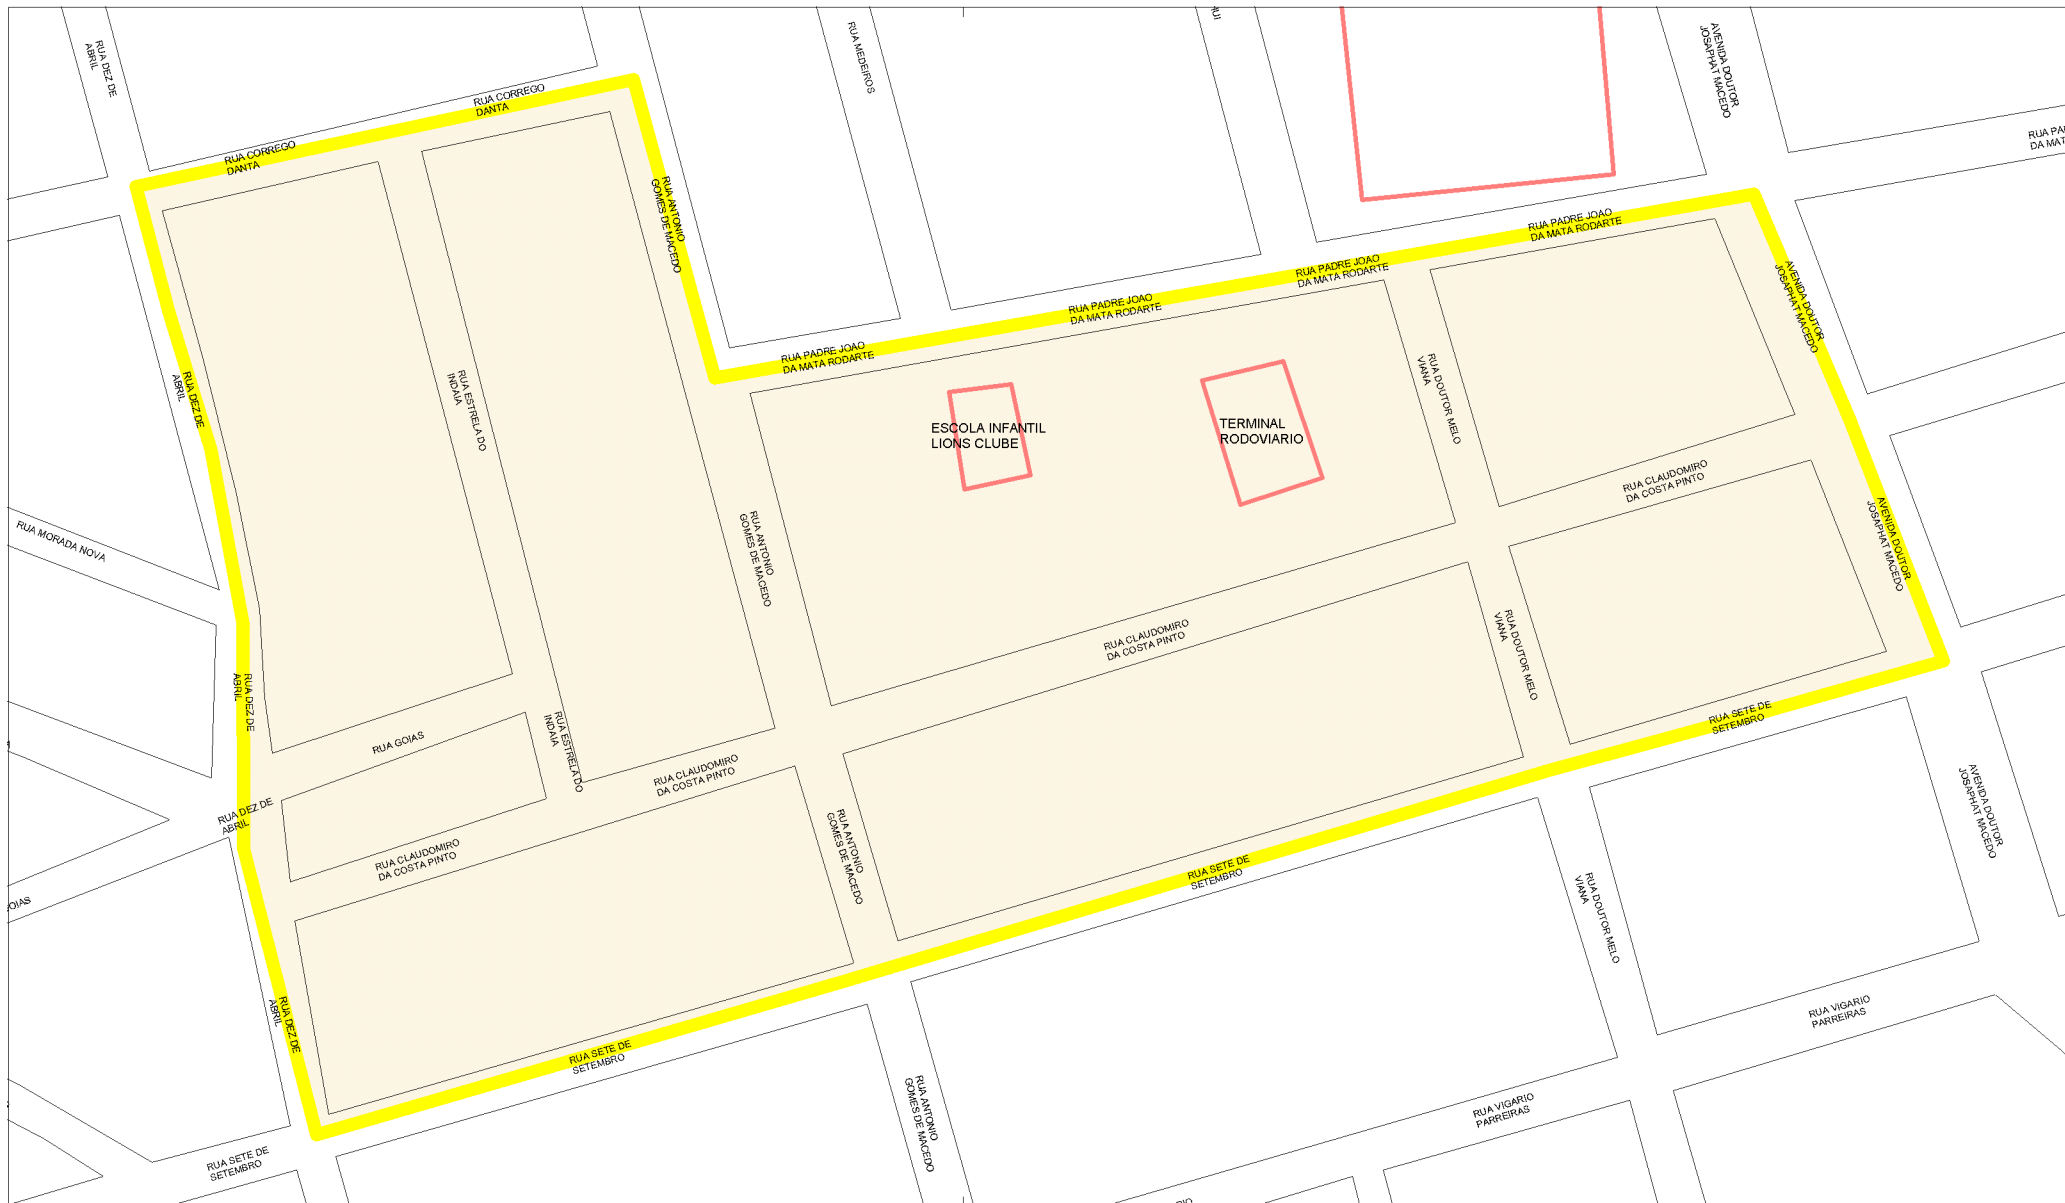 RUA DEZ DE
ABRIL
RUA CORREGO
DANTA
RUA CORREGO
DANTA
RUA MEDEIROS
AVENIDA DOUTOR
JOSAPHAT MACEDO
RUA ANTONIO
GOMES DE MACEDO
RUA PADRE JOAO
DA MATA RODARTE
RUA PADRE JOAO
DA MATA RODARTE
RUA PADRE JOAO
DA MATA RODARTE
RUA PADRE JOAO
DA MATA RODARTE
AVENIDA DOUTOR
JOSAPHAT MACEDO
RUA DEZ DE
ABRIL
RUA ESTRELA DO
INDAIA
ESCOLA INFANTIL
LIONS CLUBE
TERMINAL
RODOVIARIO
RUA DOUTOR MELO
VIANA
RUA CLAUDOMIRO
DA COSTA PINTO
AVENIDA DOUTOR
JOSAPHAT MACEDO
RUA MORADA NOVA
RUA ANTONIO
GOMES DE MACEDO
RUA CLAUDOMIRO
DA COSTA PINTO
RUA DOUTOR MELO
VIANA
RUA DEZ DE
ABRIL
RUA GOIAS
RUA ESTRELA DO
INDAIA
RUA CLAUDOMIRO
DA COSTA PINTO
RUA SETE DE
SETEMBRO
RUA DEZ DE
ABRIL
RUA CLAUDOMIRO
DA COSTA PINTO
RUA ANTONIO
GOMES DE MACEDO
RUA SETE DE
SETEMBRO
AVENIDA DOUTOR
JOSAPHAT MACEDO
RUA DOUTOR MELO
VIANA
RUA DEZ DE
ABRIL
RUA SETE DE
SETEMBRO
RUA VIGARIO
PARREIRAS
RUA ANTONIO
GOMES DE MACEDO
RUA VIGARIO
PARREIRAS
RUA SETE DE
SETEMBRO